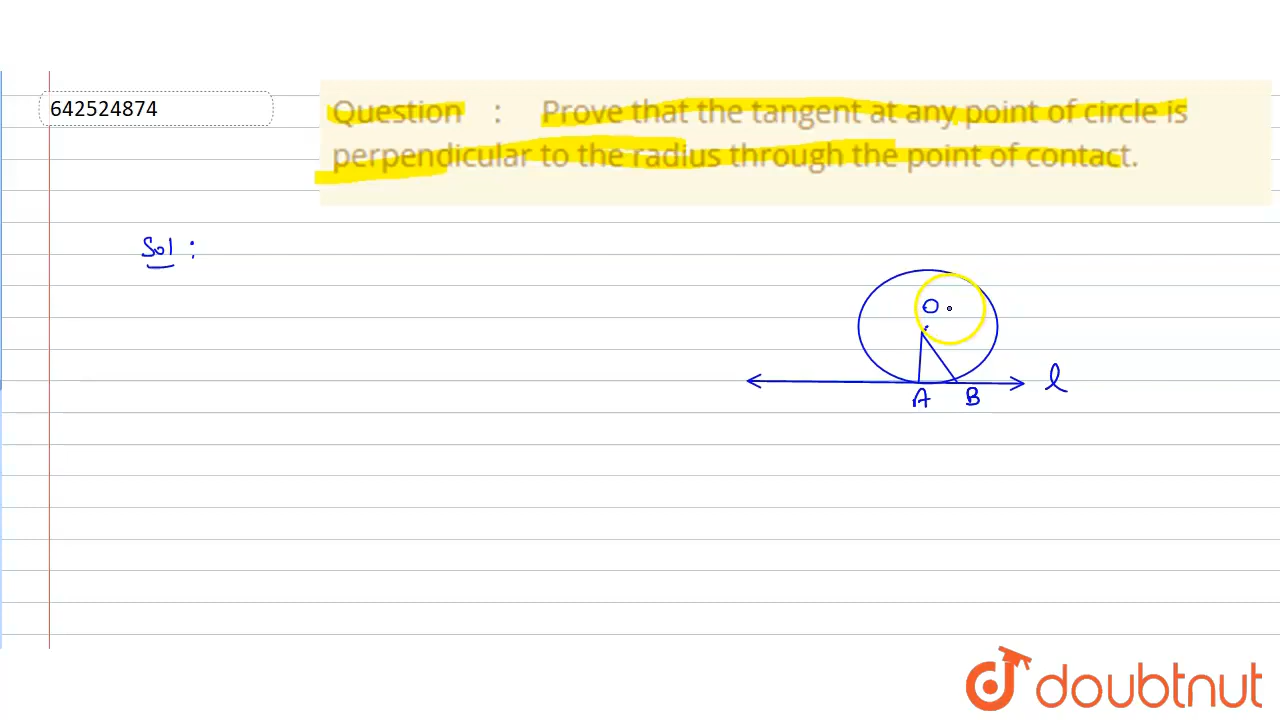 642524874
Question : Prove that the tangent at any point of circle is
perpendicular to the radius through the point of contact.
Sol :
O
A B
l
doubtnut